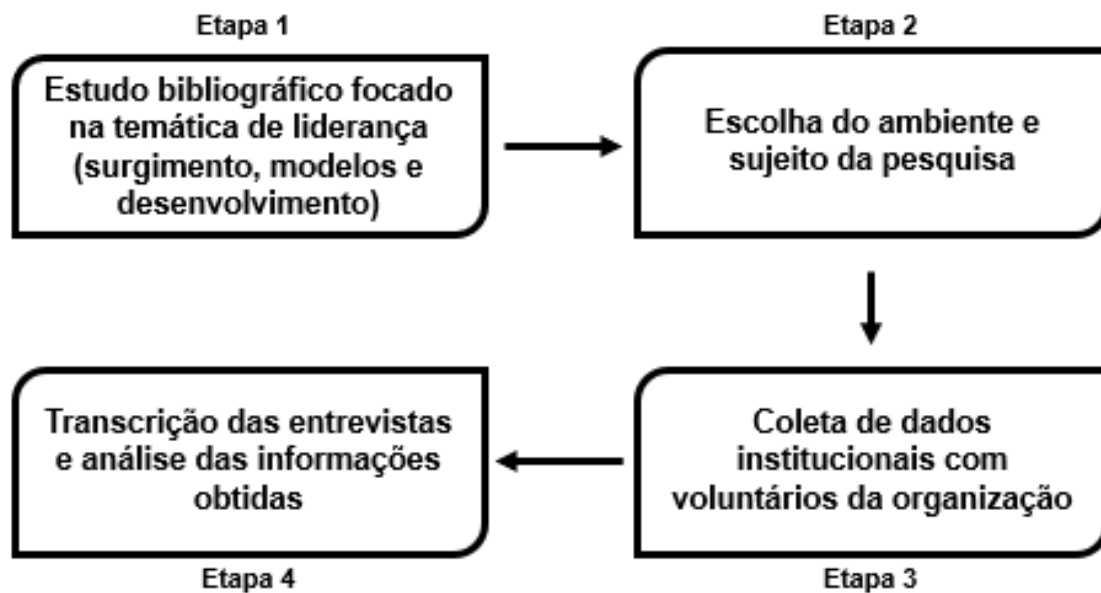 Etapa 1
Estudo bibliográfico focado
na temática de liderança
(surgimento, modelos e
desenvolvimento)
Etapa 2
Escolha do ambiente e
sujeito da pesquisa
Coleta de dados
institucionais com
voluntários da organização
Etapa 3
Transcrição das entrevistas
e análise das informações
obtidas
Etapa 4